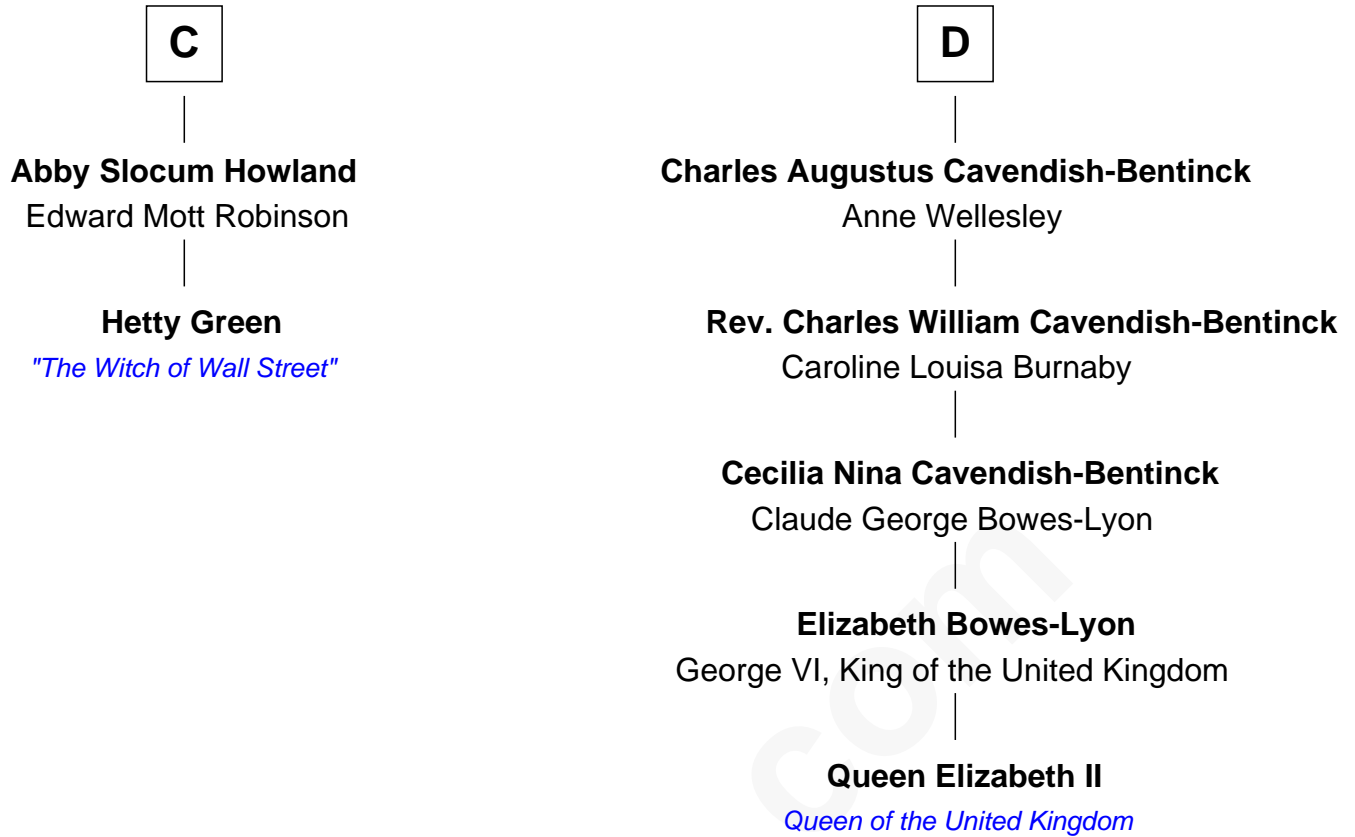 C
Abby Slocum Howland
Edward Mott Robinson
Hetty Green
"The Witch of Wall Street"
D
Charles Augustus Cavendish-Bentinck
Anne Wellesley
Rev. Charles William Cavendish-Bentinck
Caroline Louisa Burnaby
Cecilia Nina Cavendish-Bentinck
Claude George Bowes-Lyon
Elizabeth Bowes-Lyon
George VI, King of the United Kingdom
Queen Elizabeth II
Queen of the United Kingdom
com